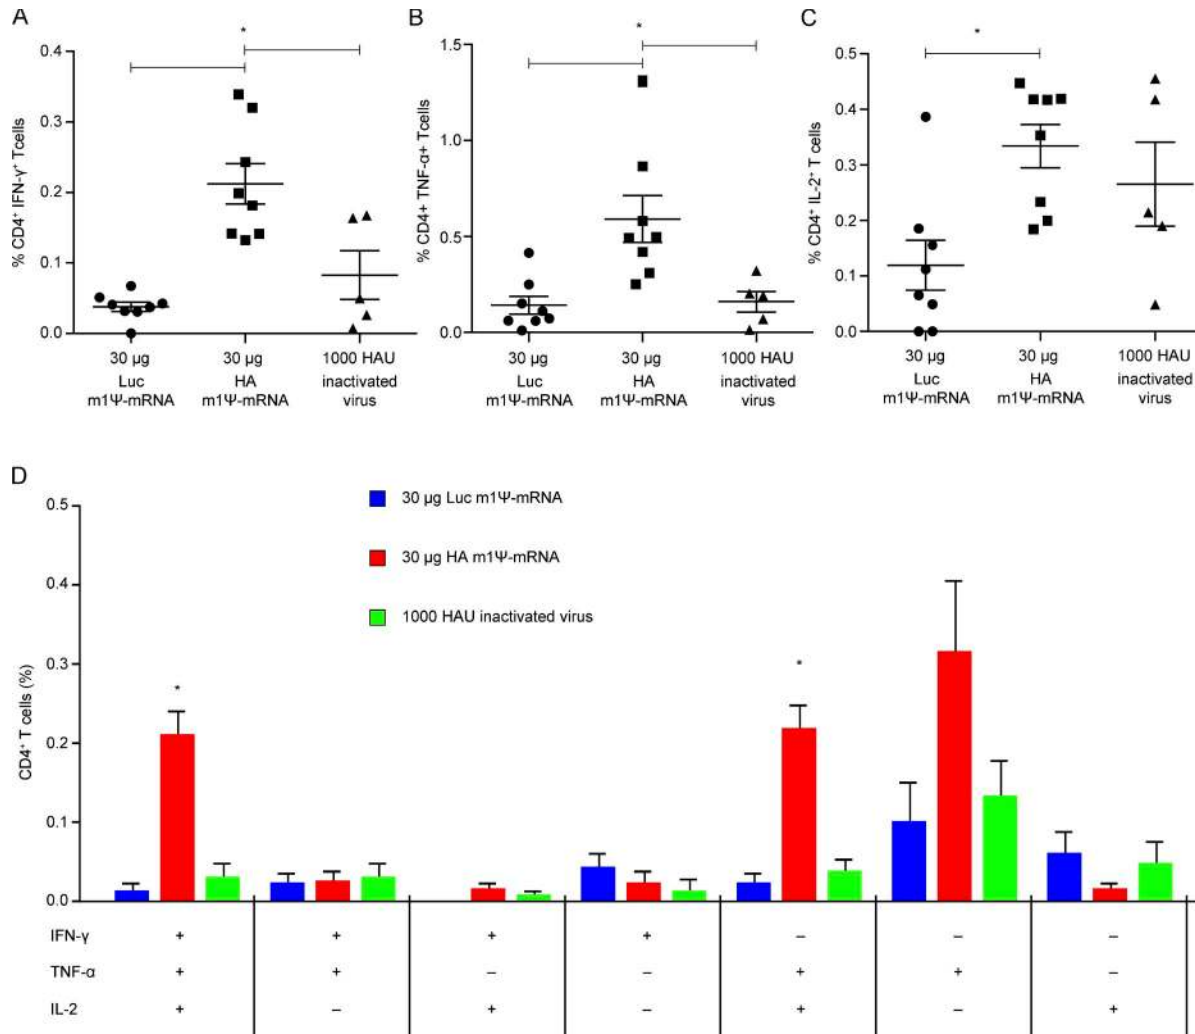 A
*
0.4
0.3
0.2
0.1
0.0
% CD4⁺ IFN-γ⁺ Tcells
30 µg
Luc
m1Ψ-mRNA
30 µg
HA
m1Ψ-mRNA
1000 HAU
inactivated
virus
B
*
1.5
1.0
0.5
0.0
% CD4+ TNF-α+ Tcells
30 µg
Luc
m1Ψ-mRNA
30 µg
HA
m1Ψ-mRNA
1000 HAU
inactivated
virus
C
*
0.5
0.4
0.3
0.2
0.1
0.0
% CD4⁺ IL-2⁺ T cells
30 µg
Luc
m1Ψ-mRNA
30 µg
HA
m1Ψ-mRNA
1000 HAU
inactivated
virus
D
30 µg Luc m1Ψ-mRNA
30 µg HA m1Ψ-mRNA
1000 HAU inactivated virus
0.5
0.4
0.3
0.2
0.1
0.0
CD4⁺ T cells (%)
*
*
IFN-γ + + + + – – –
TNF-α + + – – + + –
IL-2 + – + – + – +